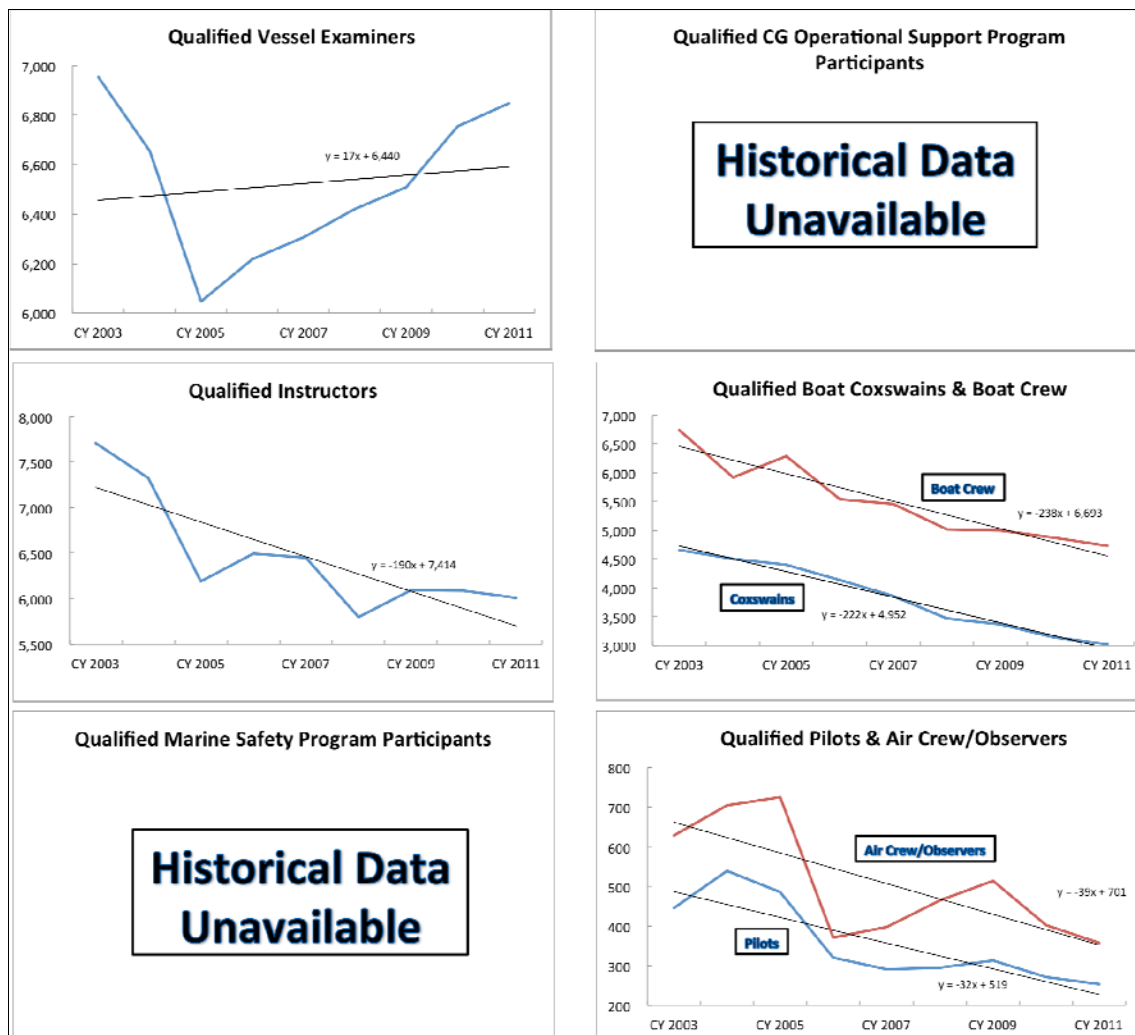 Qualified Vessel Examiners
7,000
6,800
6,600
6,400
6,200
6,000
y = 17x + 6,440
CY 2003 CY 2005 CY 2007 CY 2009 CY 2011
Qualified CG Operational Support Program
Participants
Historical Data
Unavailable
Qualified Instructors
8,000
7,500
7,000
6,500
6,000
5,500
y = -190x + 7,414
CY 2003 CY 2005 CY 2007 CY 2009 CY 2011
Qualified Boat Coxswains & Boat Crew
7,000
6,500
6,000
5,500
5,000
4,500
4,000
3,500
3,000
Boat Crew
y = -238x + 6,693
Coxswains
y = -222x + 4.952
CY 2003 CY 2005 CY 2007 CY 2009 CY 2011
Qualified Marine Safety Program Participants
Historical Data
Unavailable
Qualified Pilots & Air Crew/Observers
800
700
600
500
400
300
200
Air Crew/Observers
y = -39x + 701
Pilots
y = -32x + 519
CY 2003 CY 2005 CY 2007 CY 2009 CY 2011